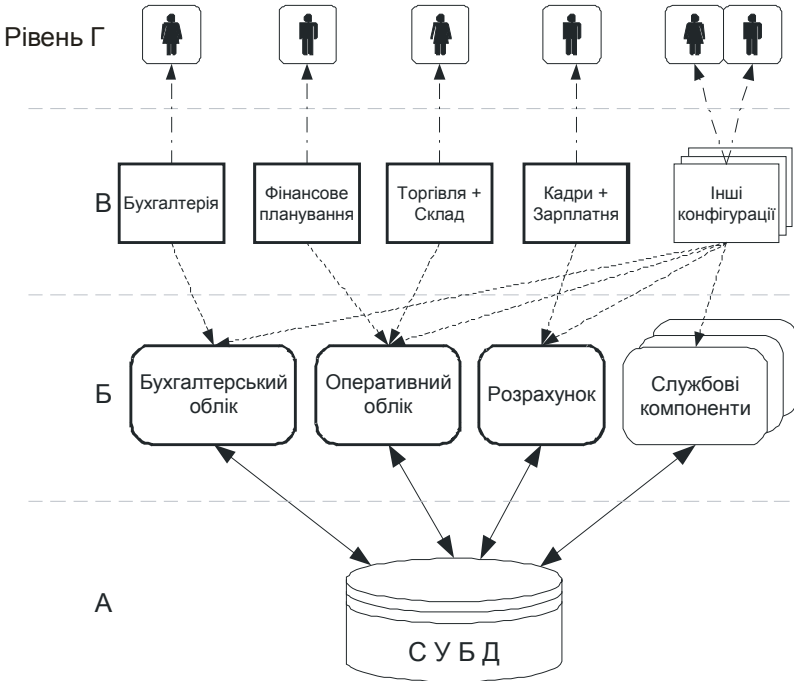 Рівень Г
В
Бухгалтерія
Фінансове
планування
Торгівля +
Склад
Кадри +
Зарплатня
Інші
конфігурації
Б
Бухгалтерський
облік
Оперативний
облік
Розрахунок
Службові
компоненти
А
С У Б Д